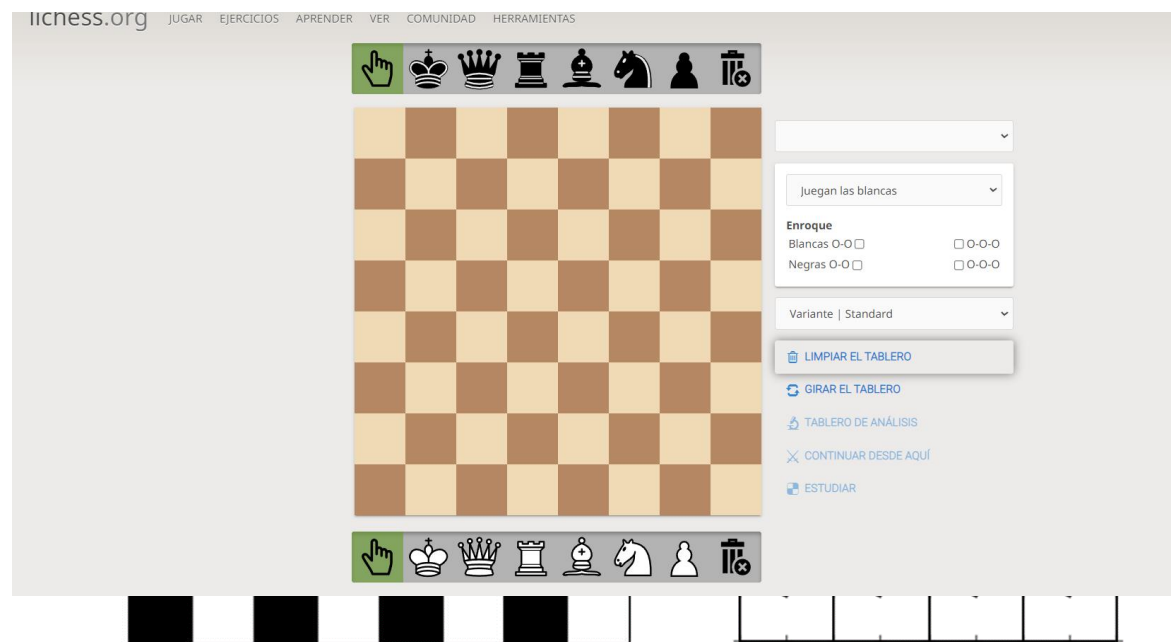 lichess.org JUGAR EJERCICIOS APRENDER VER COMUNIDAD HERRAMIENTAS
Juegan las blancas
Enroque
Blancas O-O O-O-O
Negras O-O O-O-O
Variante | Standard
LIMPIAR EL TABLERO
GIRAR EL TABLERO
TABLERO DE ANÁLISIS
CONTINUAR DESDE AQUÍ
ESTUDIAR